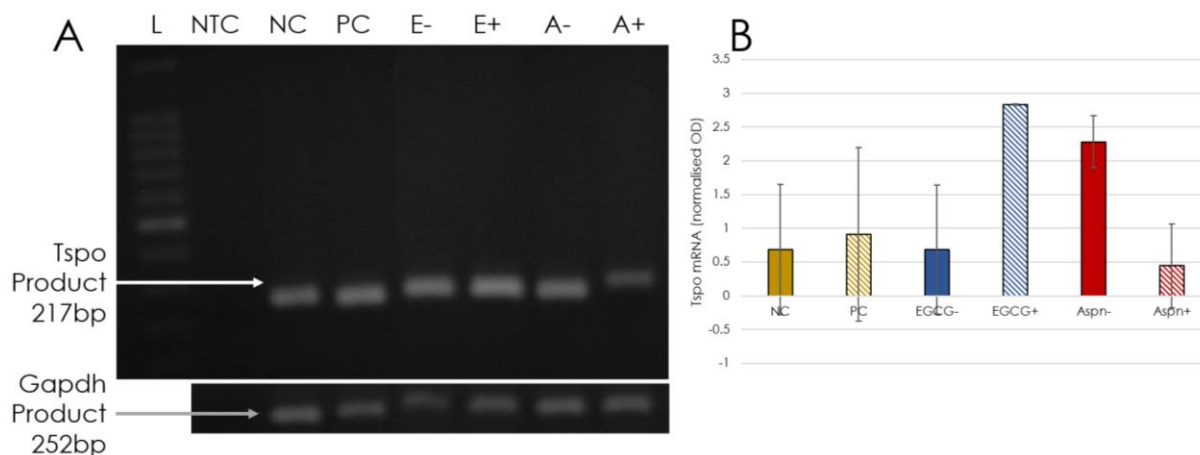 A
L NTC NC PC E- E+ A- A+
Tspo
Product
217bp
Gapdh
Product
252bp
B
Tspo mRNA (normalised OD)
3.5
3
2.5
2
1.5
1
0.5
0
-0.5
-1
NC PC EGCG- EGCG+ Aspn- Aspn+